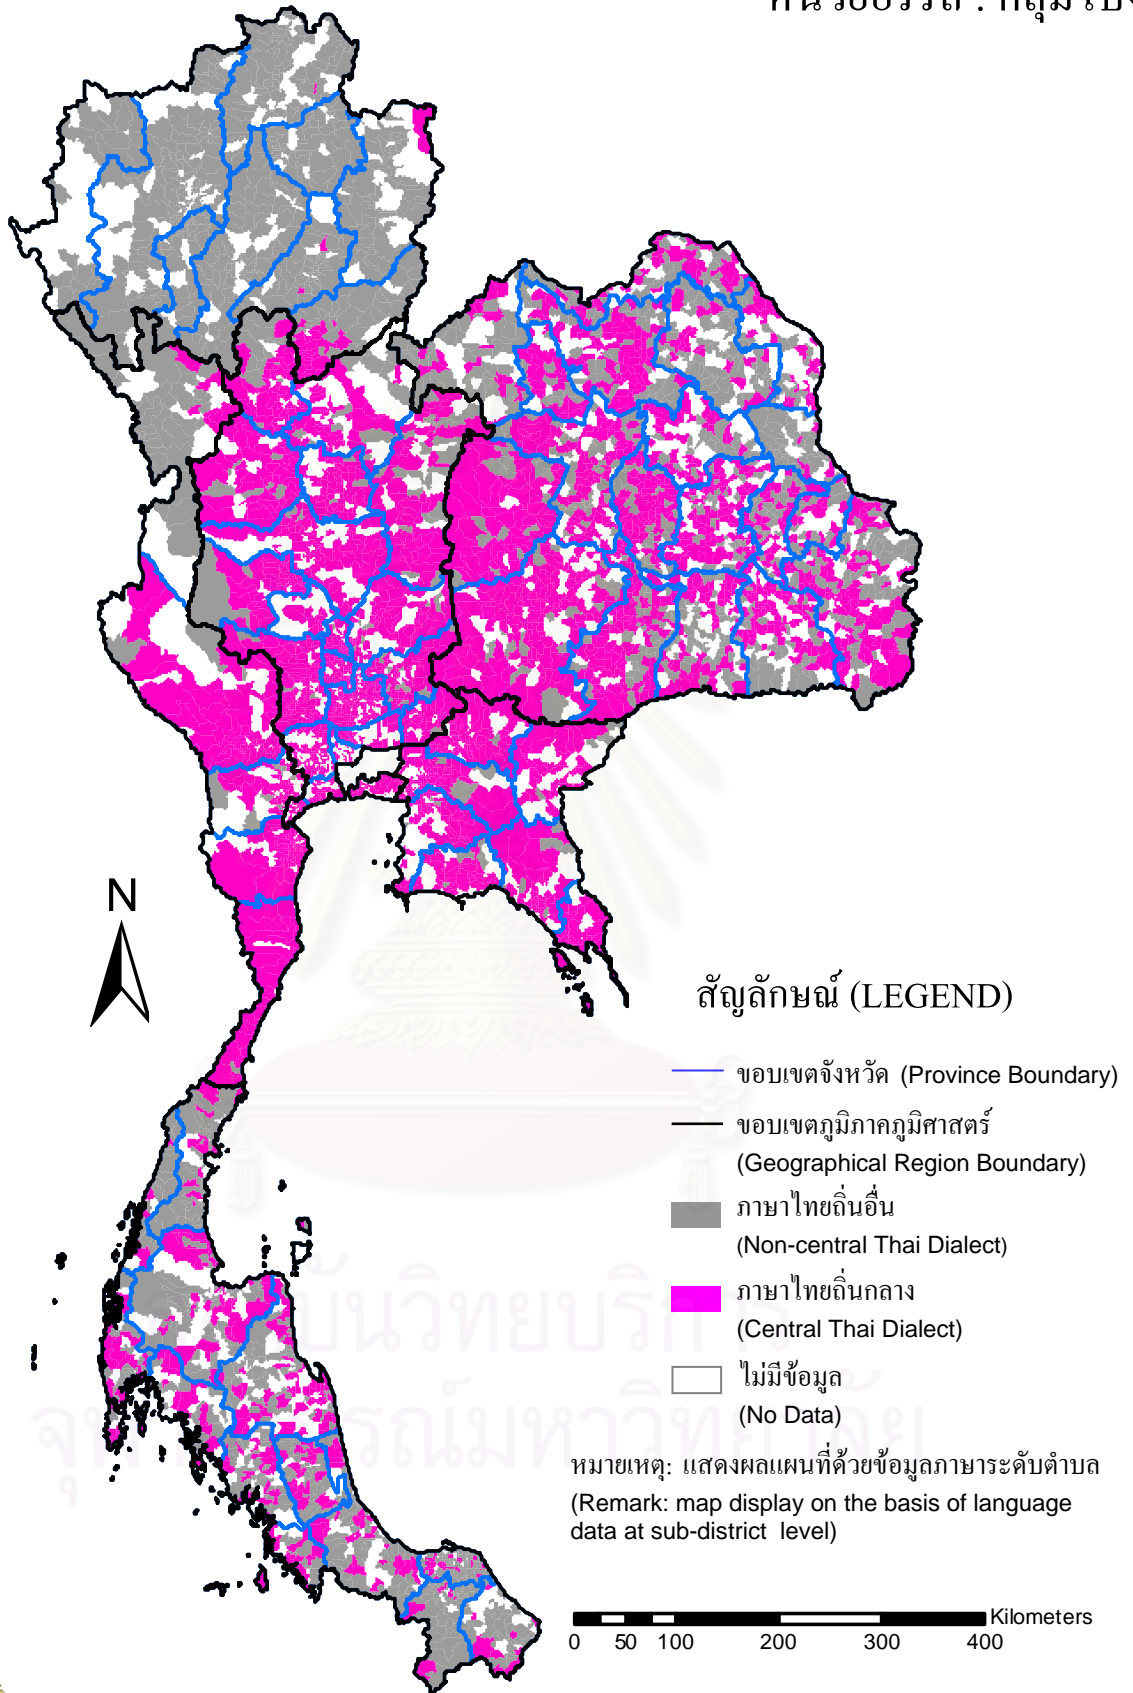 N
สัญลักษณ์ (LEGEND)
ขอบเขตจังหวัด (Province Boundary)
ขอบเขตภูมิภาคภูมิศาสตร์
(Geographical Region Boundary)
ภาษาไทยถิ่นอื่น
(Non-central Thai Dialect)
ภาษาไทยถิ่นกลาง
(Central Thai Dialect)
ไม่มีข้อมูล
(No Data)
หมายเหตุ: แสดงผลแผนที่ด้วยข้อมูลภาษาระดับตำบล
(Remark: map display on the basis of language
data at sub-district level)
Kilometers
0 50 100 200 300 400